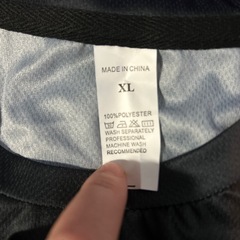 MADE IN CHINA
XL
100%POLYESTER
WASH SEPARATELY
PROFESSIONAL
MACHINE WASH
RECOMMENDED